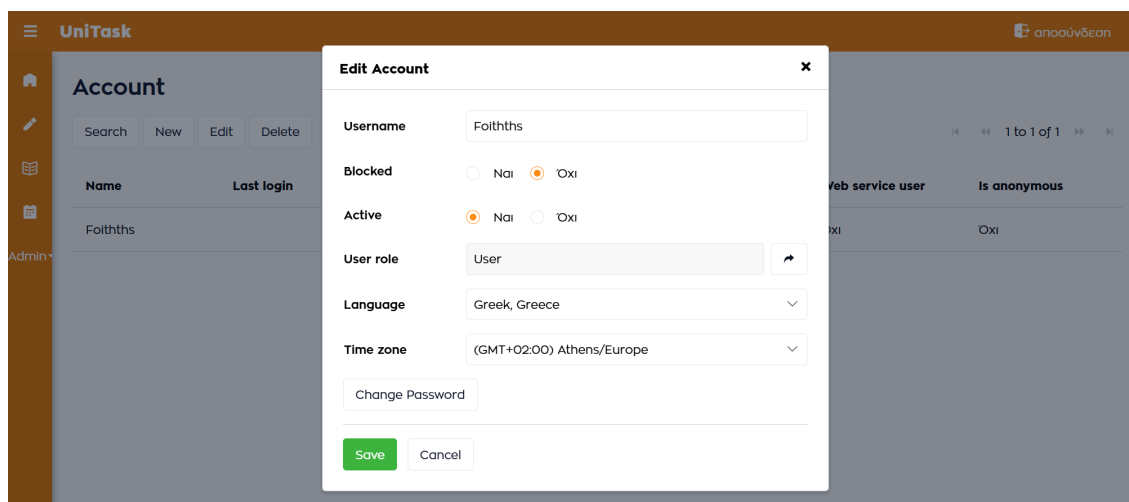 UniTask
αποσύνδεση
Account
Search New Edit Delete
1 to 1 of 1
Name Last login Web service user Is anonymous
Foithths Όχι Όχι
Admin
Edit Account
Username Foithths
Blocked Ναι Όχι
Active Ναι Όχι
User role User
Language Greek, Greece
Time zone (GMT+02:00) Athens/Europe
Change Password
Save Cancel